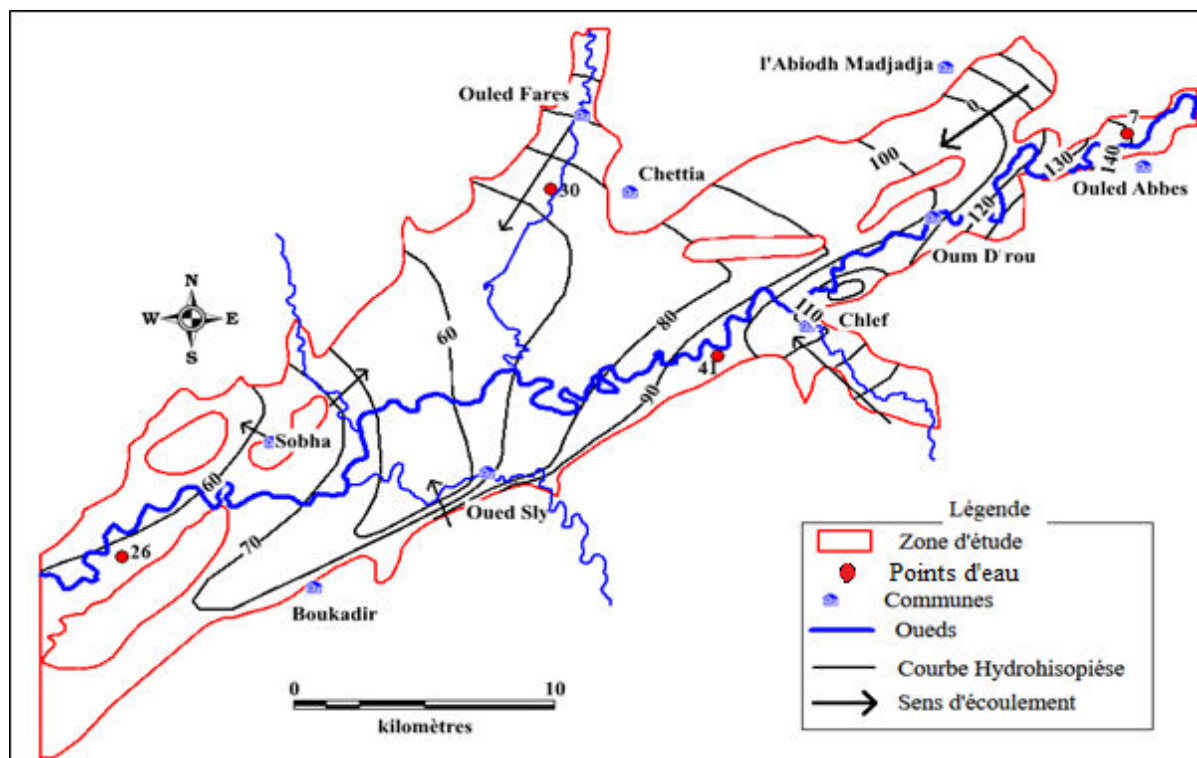 l'Abiodh Madjadja
Ouled Fares
7
0
100
130
140
Ouled Abbes
30
Chettia
120
Oum D'rou
N
W E
S
60
80
110
Chlef
41
90
Sobha
60
Oued Sly
70
26
Boukadir
0 10
kilomètres
Légende
Zone d'étude
Points d'eau
Communes
Oueds
Courbe Hydrohisopiése
Sens d'écoulement